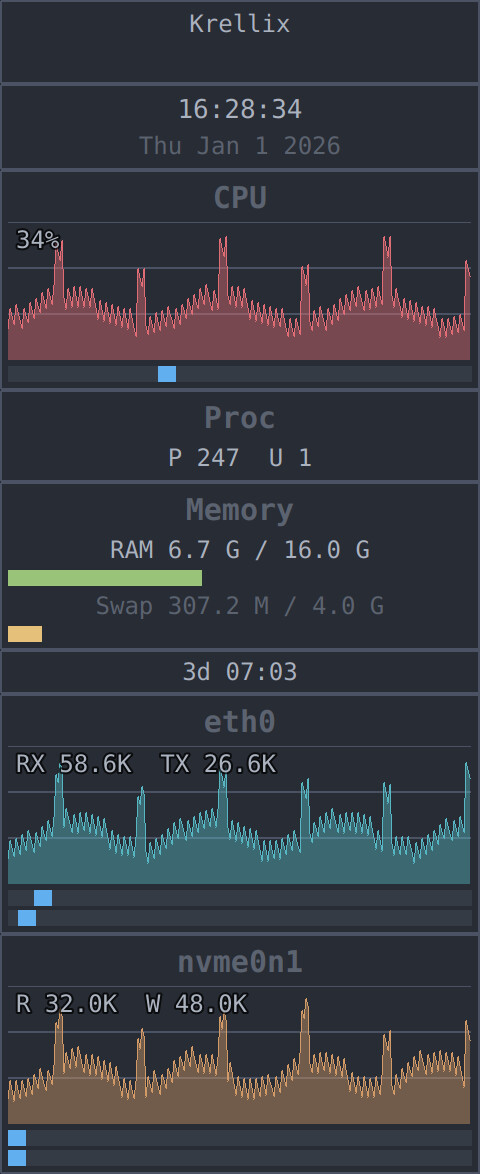 Krellix
16:28:34
Thu Jan 1 2026
CPU
34%
Proc
P 247  U 1
Memory
RAM 6.7 G / 16.0 G
Swap 307.2 M / 4.0 G
3d 07:03
eth0
RX 58.6K  TX 26.6K
nvme0n1
R 32.0K  W 48.0K